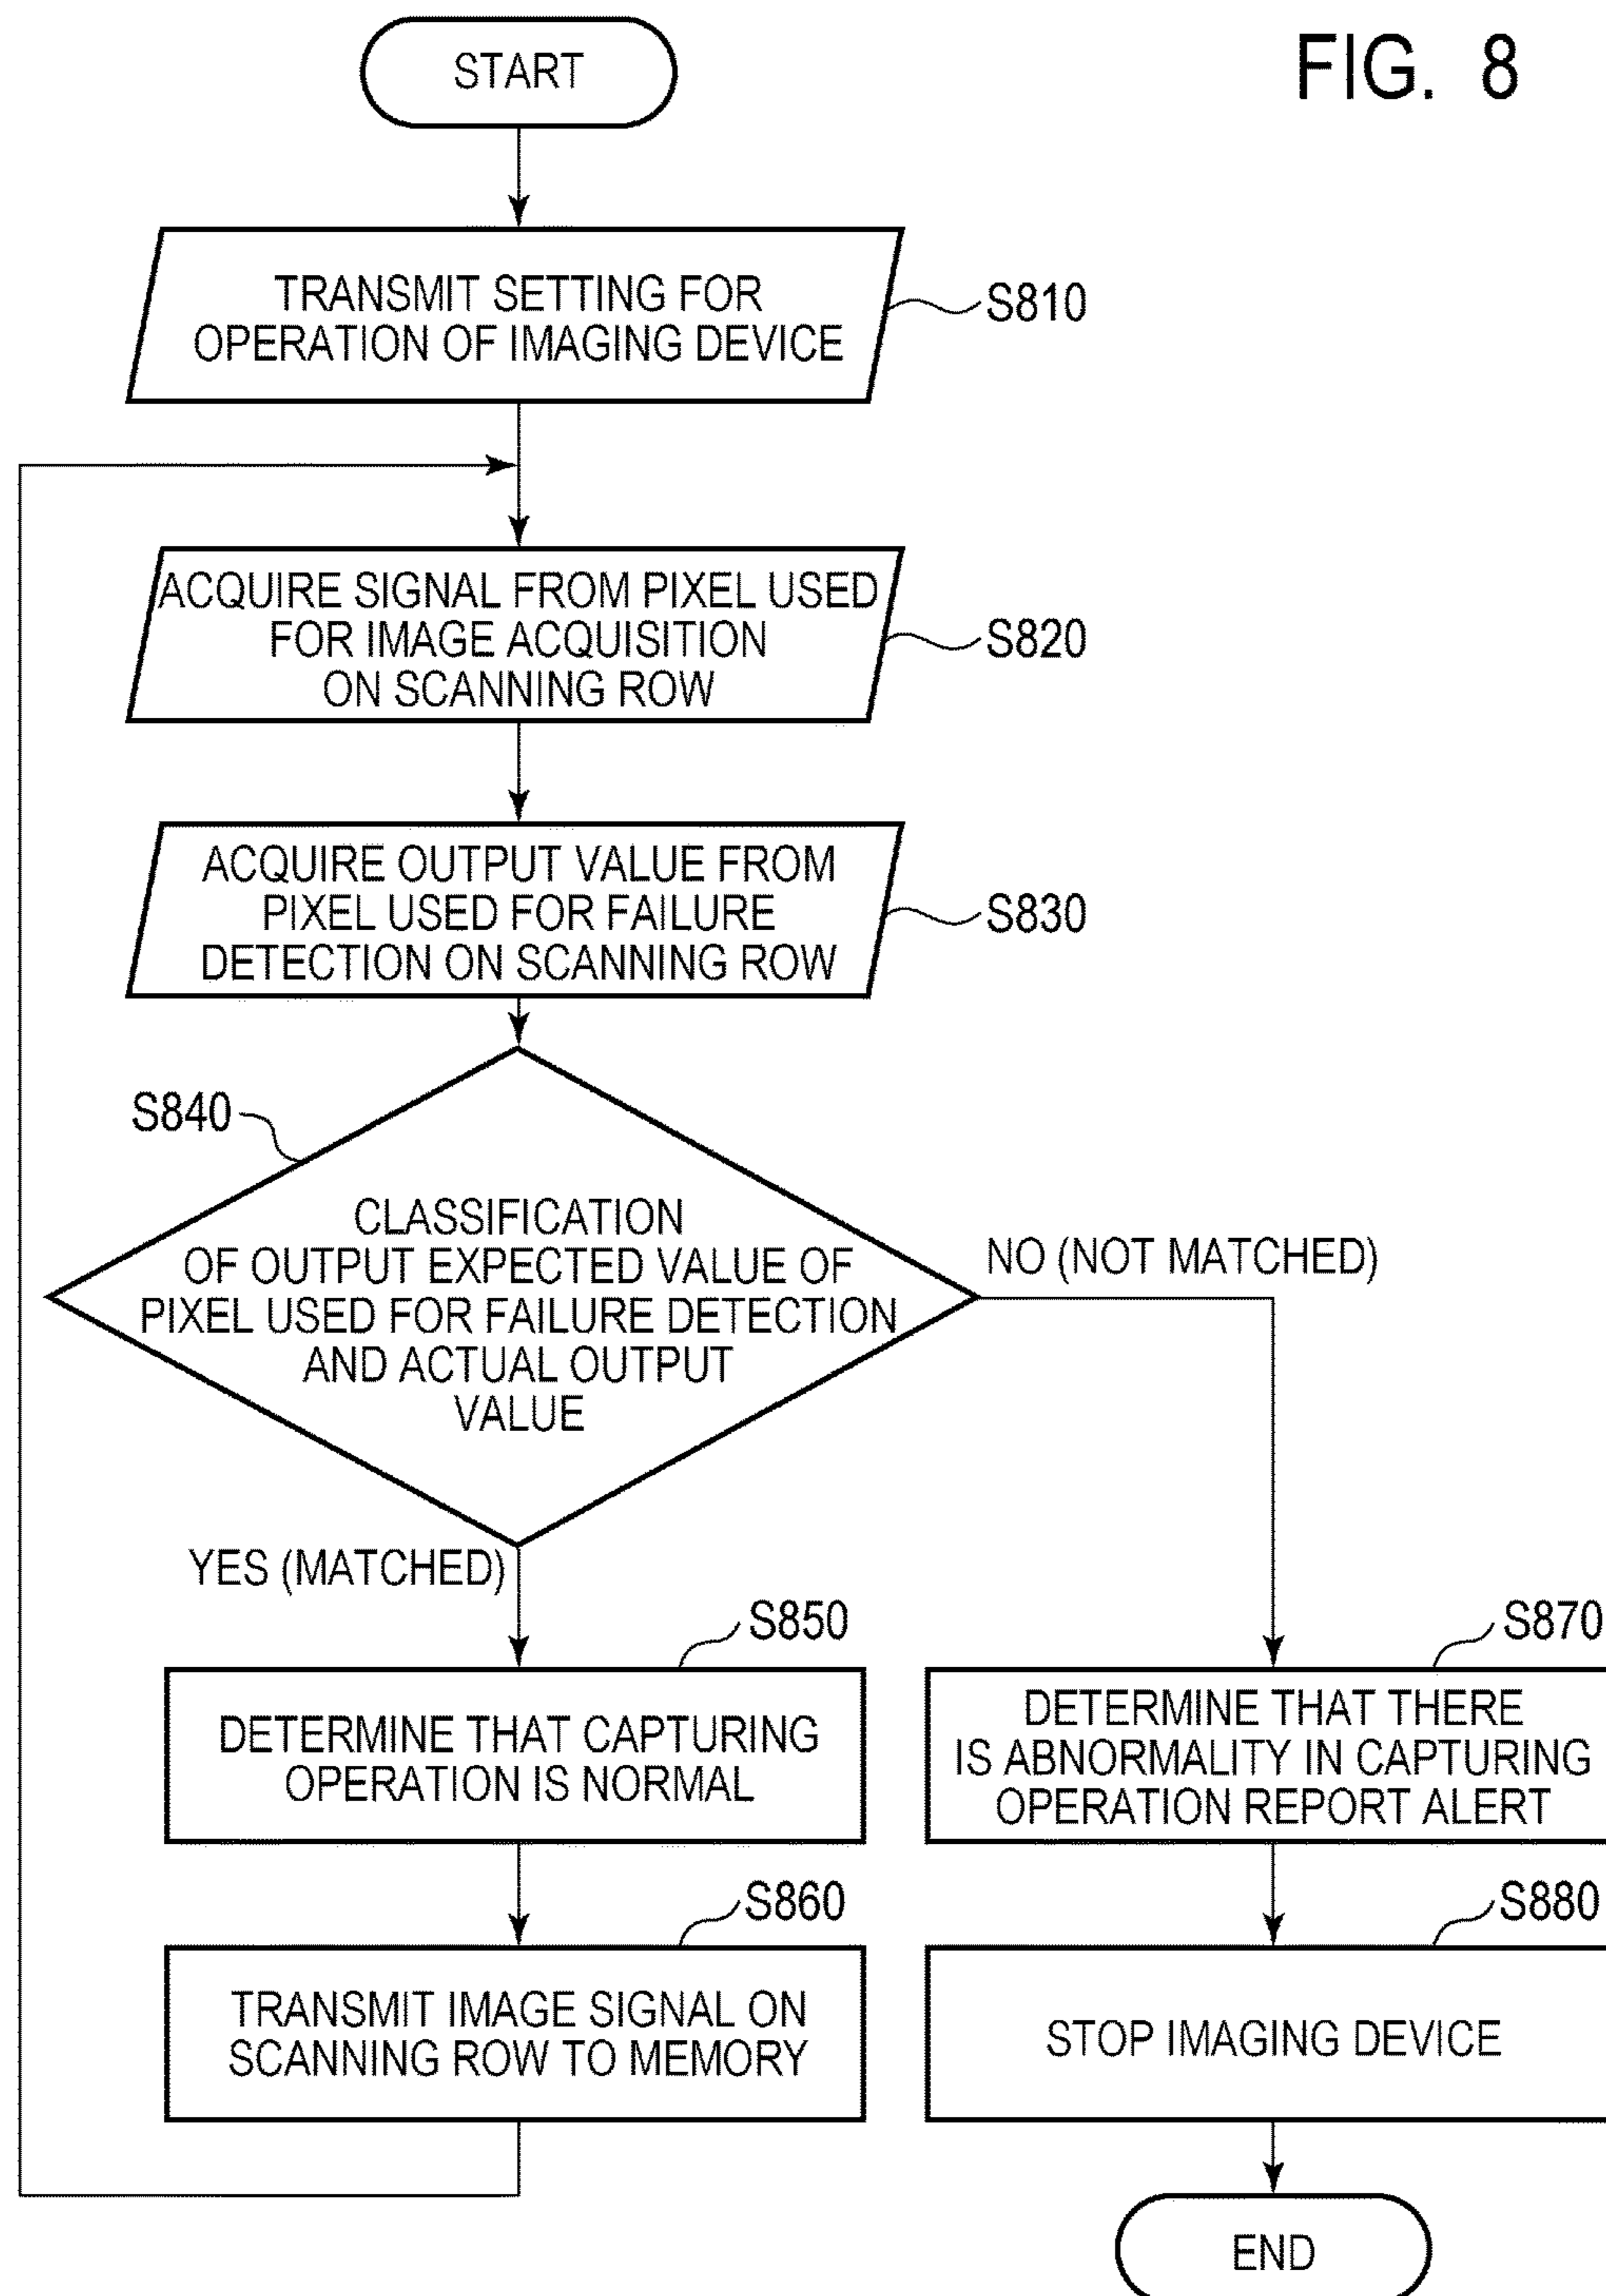 FIG. 8
START
TRANSMIT SETTING FOR
OPERATION OF IMAGING DEVICE
S810
ACQUIRE SIGNAL FROM PIXEL USED
FOR IMAGE ACQUISITION
ON SCANNING ROW
S820
ACQUIRE OUTPUT VALUE FROM
PIXEL USED FOR FAILURE
DETECTION ON SCANNING ROW
S830
S840
CLASSIFICATION
OF OUTPUT EXPECTED VALUE OF
PIXEL USED FOR FAILURE DETECTION
AND ACTUAL OUTPUT
VALUE
NO (NOT MATCHED)
YES (MATCHED)
S850
DETERMINE THAT CAPTURING
OPERATION IS NORMAL
S870
DETERMINE THAT THERE
IS ABNORMALITY IN CAPTURING
OPERATION REPORT ALERT
S860
TRANSMIT IMAGE SIGNAL ON
SCANNING ROW TO MEMORY
S880
STOP IMAGING DEVICE
END